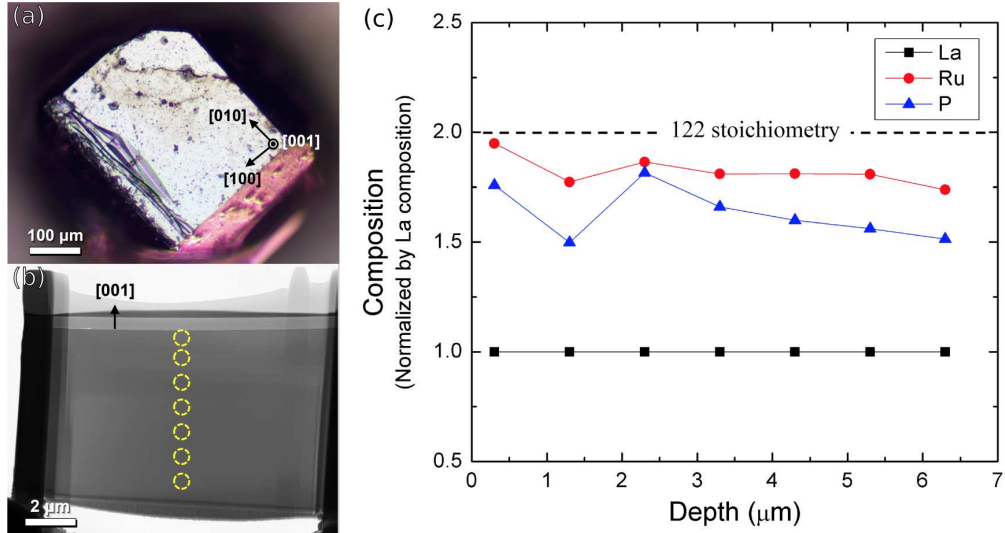 (a)
[010]
[001]
[100]
100 μm
(b)
[001]
2 μm
(c)
2.5
2.0
1.5
1.0
0.5
Composition
(Normalized by La composition)
La
Ru
P
122 stoichiometry
0 1 2 3 4 5 6 7
Depth (μm)